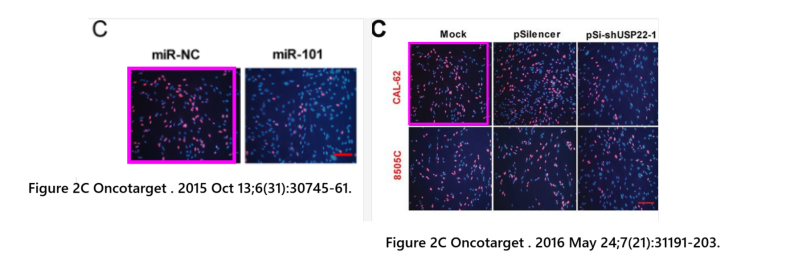 C
miR-NC miR-101
Figure 2C Oncotarget . 2015 Oct 13;6(31):30745-61.
C
Mock pSilencer pSi-shUSP22-1
CAL-62
8505C
Figure 2C Oncotarget . 2016 May 24;7(21):31191-203.